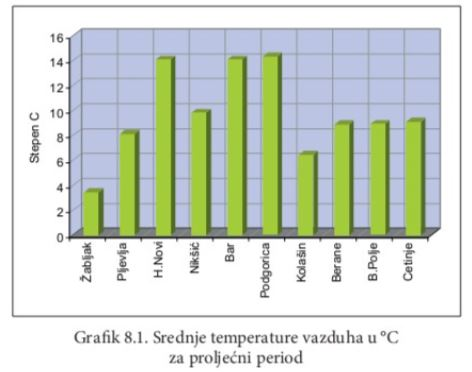 16
14
12
10
8
6
4
2
0
Stepen C
Žabljak
Pljevlja
H.Novi
Nikšić
Bar
Podgorica
Kolašin
Berane
B.Polje
Cetinje
Grafik 8.1. Srednje temperature vazduha u °C
za proljećni period